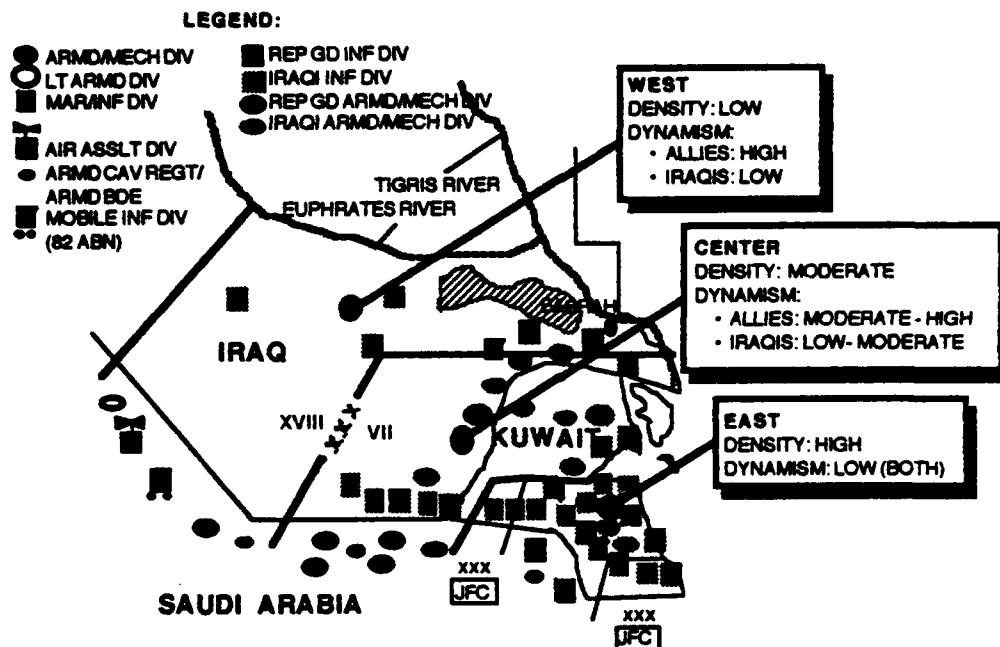 LEGEND:
ARMD/MECH DIV
LT ARMD DIV
MAR/INF DIV
AIR ASSLT DIV
ARMD CAV REGT/
ARMD BDE
MOBILE INF DIV
(82 ABN)
REP GD INF DIV
IRAQI INF DIV
REP GD ARMD/MECH DIV
IRAQI ARMD/MECH DIV
WEST
DENSITY: LOW
DYNAMISM:
• ALLIES: HIGH
• IRAQIS: LOW
TIGRIS RIVER
EUPHRATES RIVER
CENTER
DENSITY: MODERATE
DYNAMISM:
• ALLIES: MODERATE - HIGH
• IRAQIS: LOW- MODERATE
IRAQ
XVIII
xxx
VII
KUWAIT
EAST
DENSITY: HIGH
DYNAMISM: LOW (BOTH)
SAUDI ARABIA
xxx
JFC
xxx
JFC